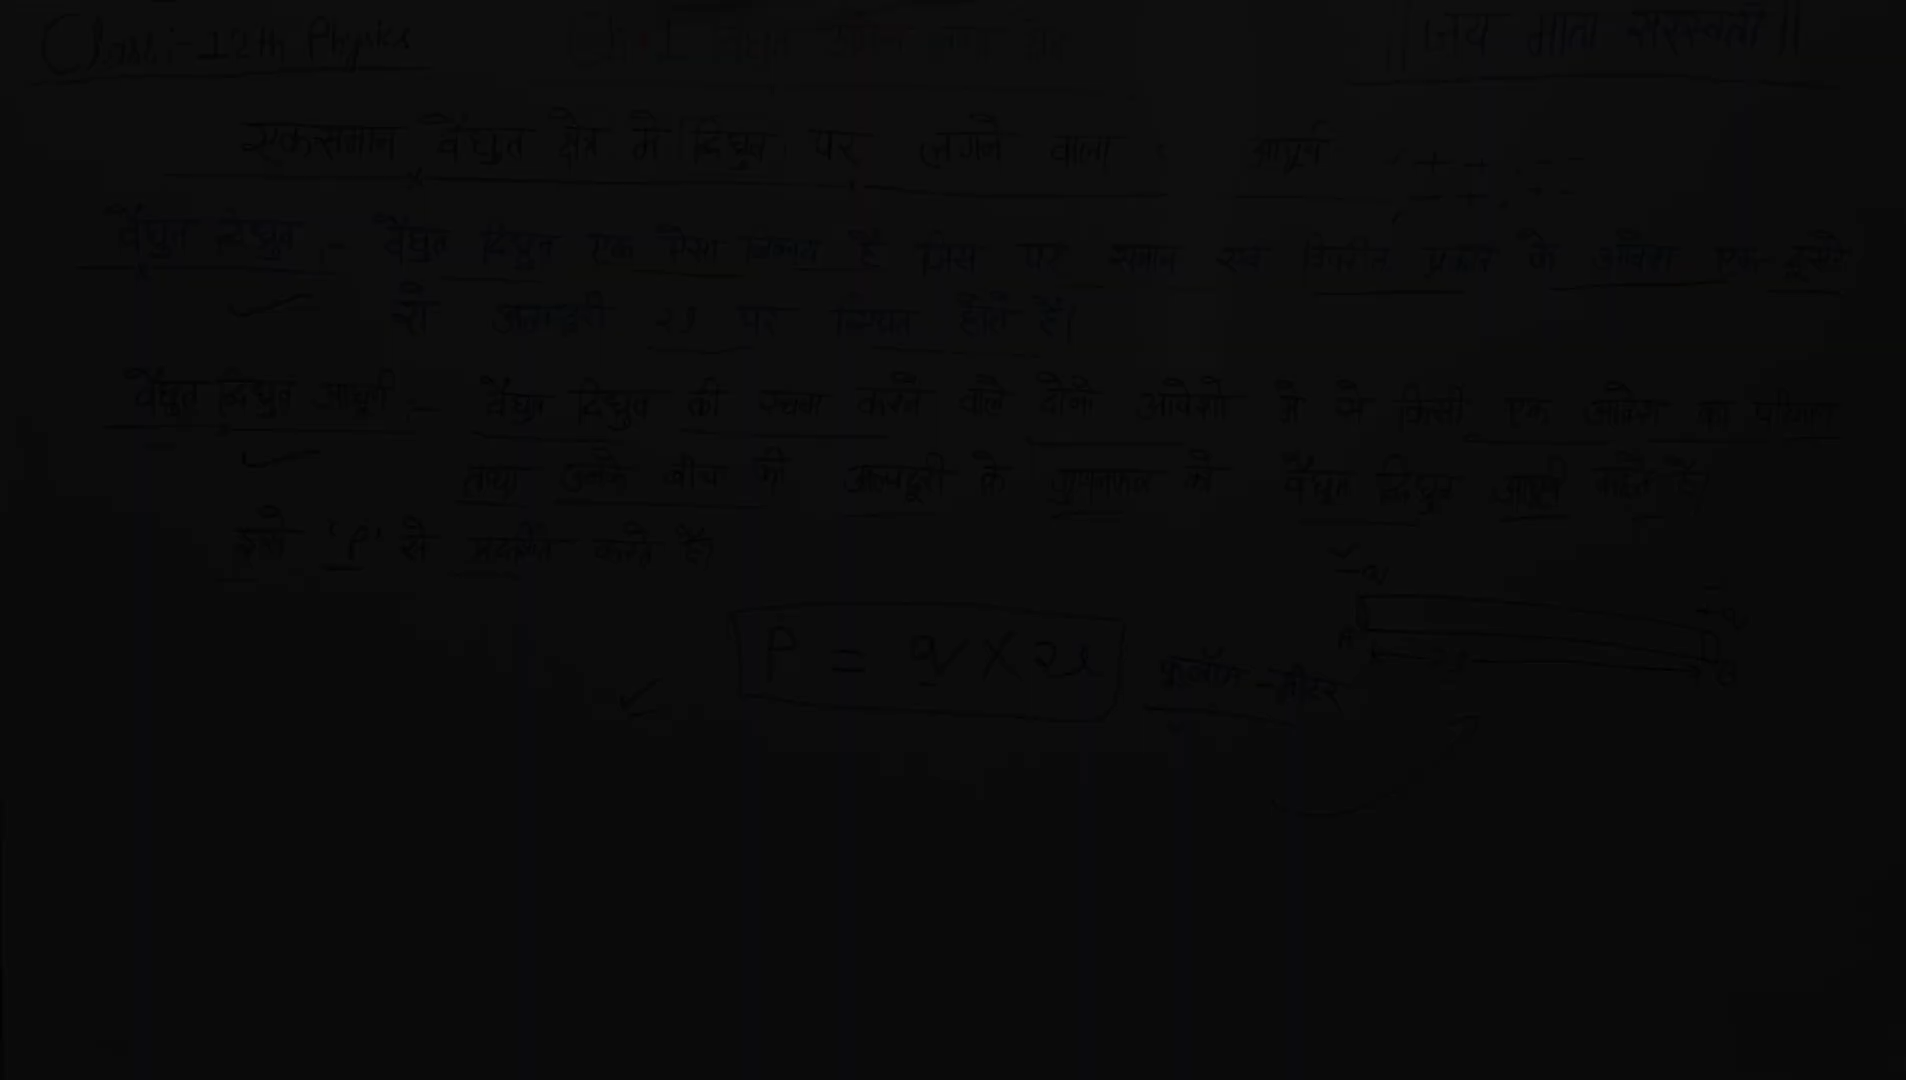 Class :- 12th Physics
|| जय माता सरस्वती ||
एकसमान वैद्युत क्षेत्र में द्विध्रुव पर लगने वाला आघूर्ण
वैद्युत द्विध्रुव :- वैद्युत द्विध्रुव एक ऐसा निकाय है जिस पर समान एवं विपरीत प्रकार के आवेश एक दूसरे
से अल्पदूरी 2l पर स्थित होते हैं।
वैद्युत द्विध्रुव आघूर्ण - वैद्युत द्विध्रुव की रचना करने वाले दोनों आवेशो में से किसी एक आवेश का परिमाण
तथा उनके बीच की अल्पदूरी के गुणनफल को वैद्युत द्विध्रुव आघूर्ण कहते हैं।
इसे 'P' से प्रदर्शित करते हैं।
-q
+q
P = q X 2l कूलॉम - मीटर